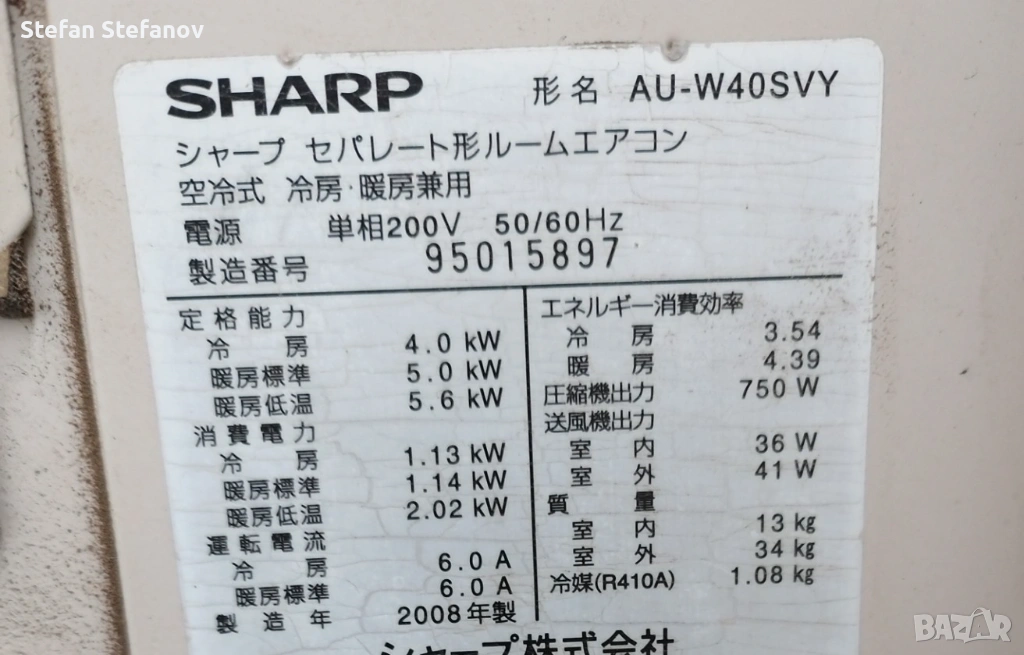 Stefan Stefanov
SHARP 形名 AU-W40SVY
シャープ セパレート形ルームエアコン
空冷式 冷房・暖房兼用
電源 単相200V 50/60Hz
製造番号 95015897
定格能力
冷房 4.0 kW
暖房標準 5.0 kW
暖房低温 5.6 kW
消費電力
冷房 1.13 kW
暖房標準 1.14 kW
暖房低温 2.02 kW
運転電流
冷房 6.0 A
暖房標準 6.0 A
製造年 2008年製
エネルギー消費効率
冷房 3.54
暖房 4.39
圧縮機出力 750 W
送風機出力
室内 36 W
室外 41 W
質量
室内 13 kg
室外 34 kg
冷媒(R410A) 1.08 kg
シャープ株式会社
BAZAR